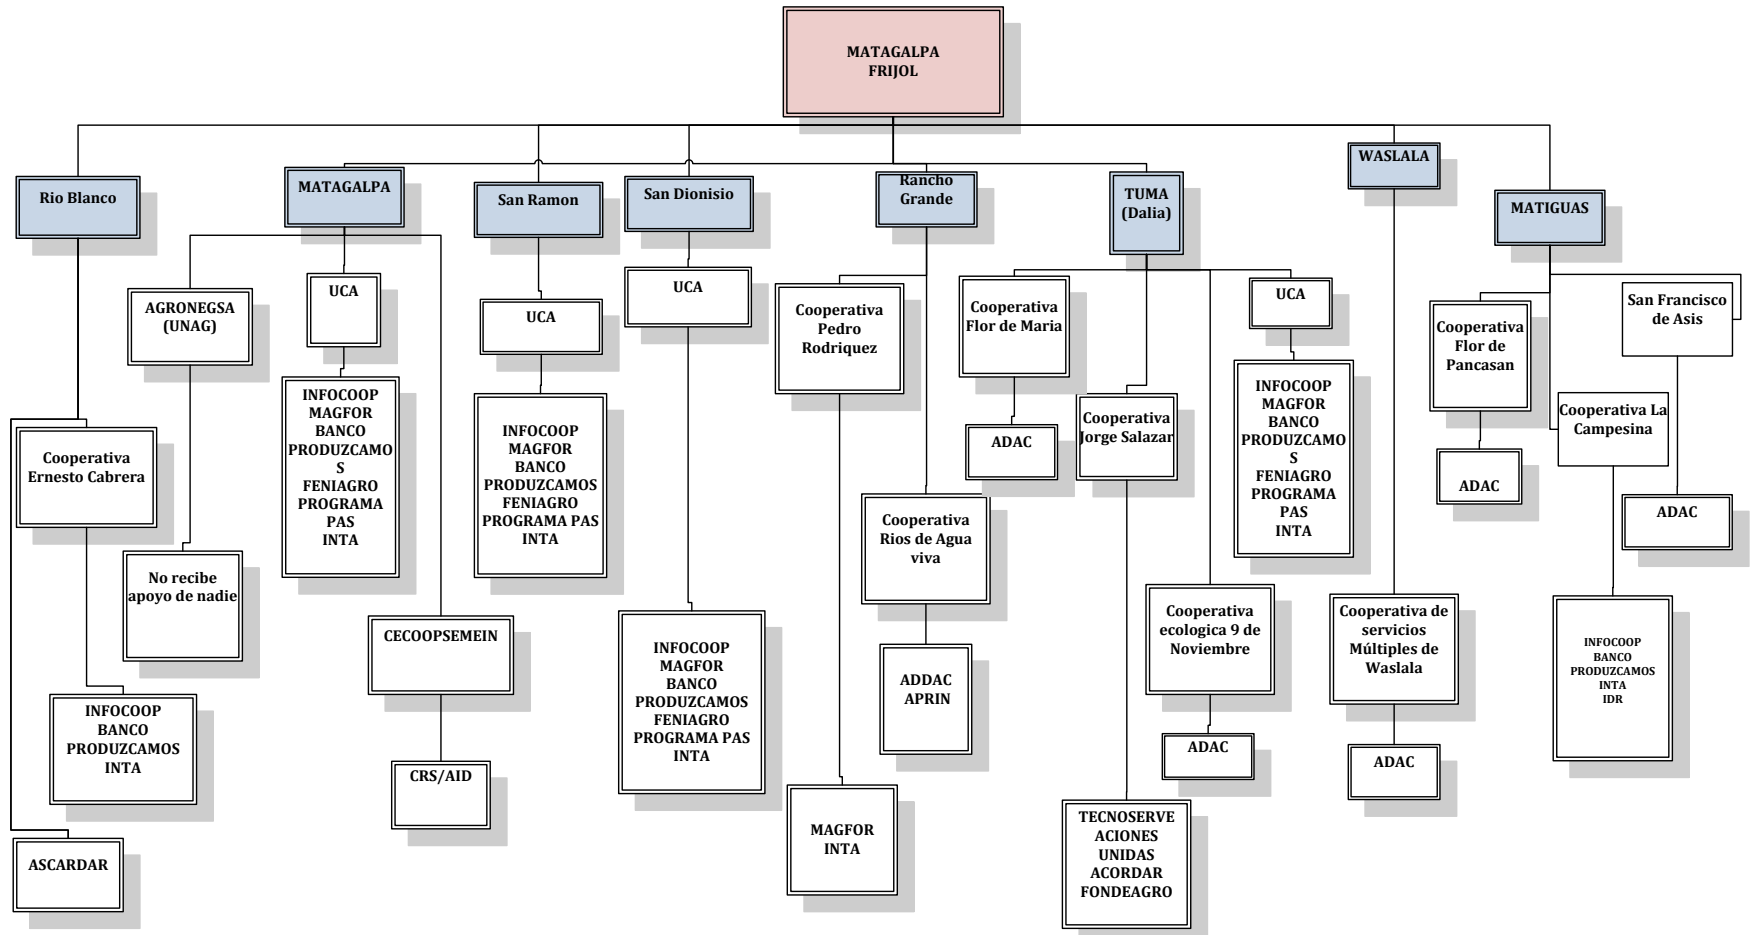 MATAGALPA
FRIJOL
Rio Blanco
MATAGALPA
San Ramon
San Dionisio
Rancho
Grande
TUMA
(Dalia)
WASLALA
MATIGUAS
AGRONEGSA
(UNAG)
UCA
UCA
UCA
Cooperativa
Pedro
Rodriquez
Cooperativa
Flor de Maria
UCA
Cooperativa
Flor de
Pancasan
San Francisco
de Asis
Cooperativa
Ernesto Cabrera
INFOCOOP
MAGFOR
BANCO
PRODUZCAMO
S
FENIAGRO
PROGRAMA
PAS
INTA
INFOCOOP
MAGFOR
BANCO
PRODUZCAMOS
FENIAGRO
PROGRAMA PAS
INTA
ADAC
Cooperativa
Jorge Salazar
INFOCOOP
MAGFOR
BANCO
PRODUZCAMO
S
FENIAGRO
PROGRAMA
PAS
INTA
ADAC
Cooperativa La
Campesina
ADAC
No recibe
apoyo de nadie
Cooperativa
Rios de Agua
viva
CECOOPSEMEIN
INFOCOOP
MAGFOR
BANCO
PRODUZCAMOS
FENIAGRO
PROGRAMA PAS
INTA
Cooperativa
ecologica 9 de
Noviembre
Cooperativa de
servicios
Múltiples de
Waslala
INFOCOOP
BANCO
PRODUZCAMOS
INTA
IDR
INFOCOOP
BANCO
PRODUZCAMOS
INTA
ADDAC
APRIN
CRS/AID
ADAC
ADAC
ASCARDAR
MAGFOR
INTA
TECNOSERVE
ACIONES
UNIDAS
ACORDAR
FONDEAGRO